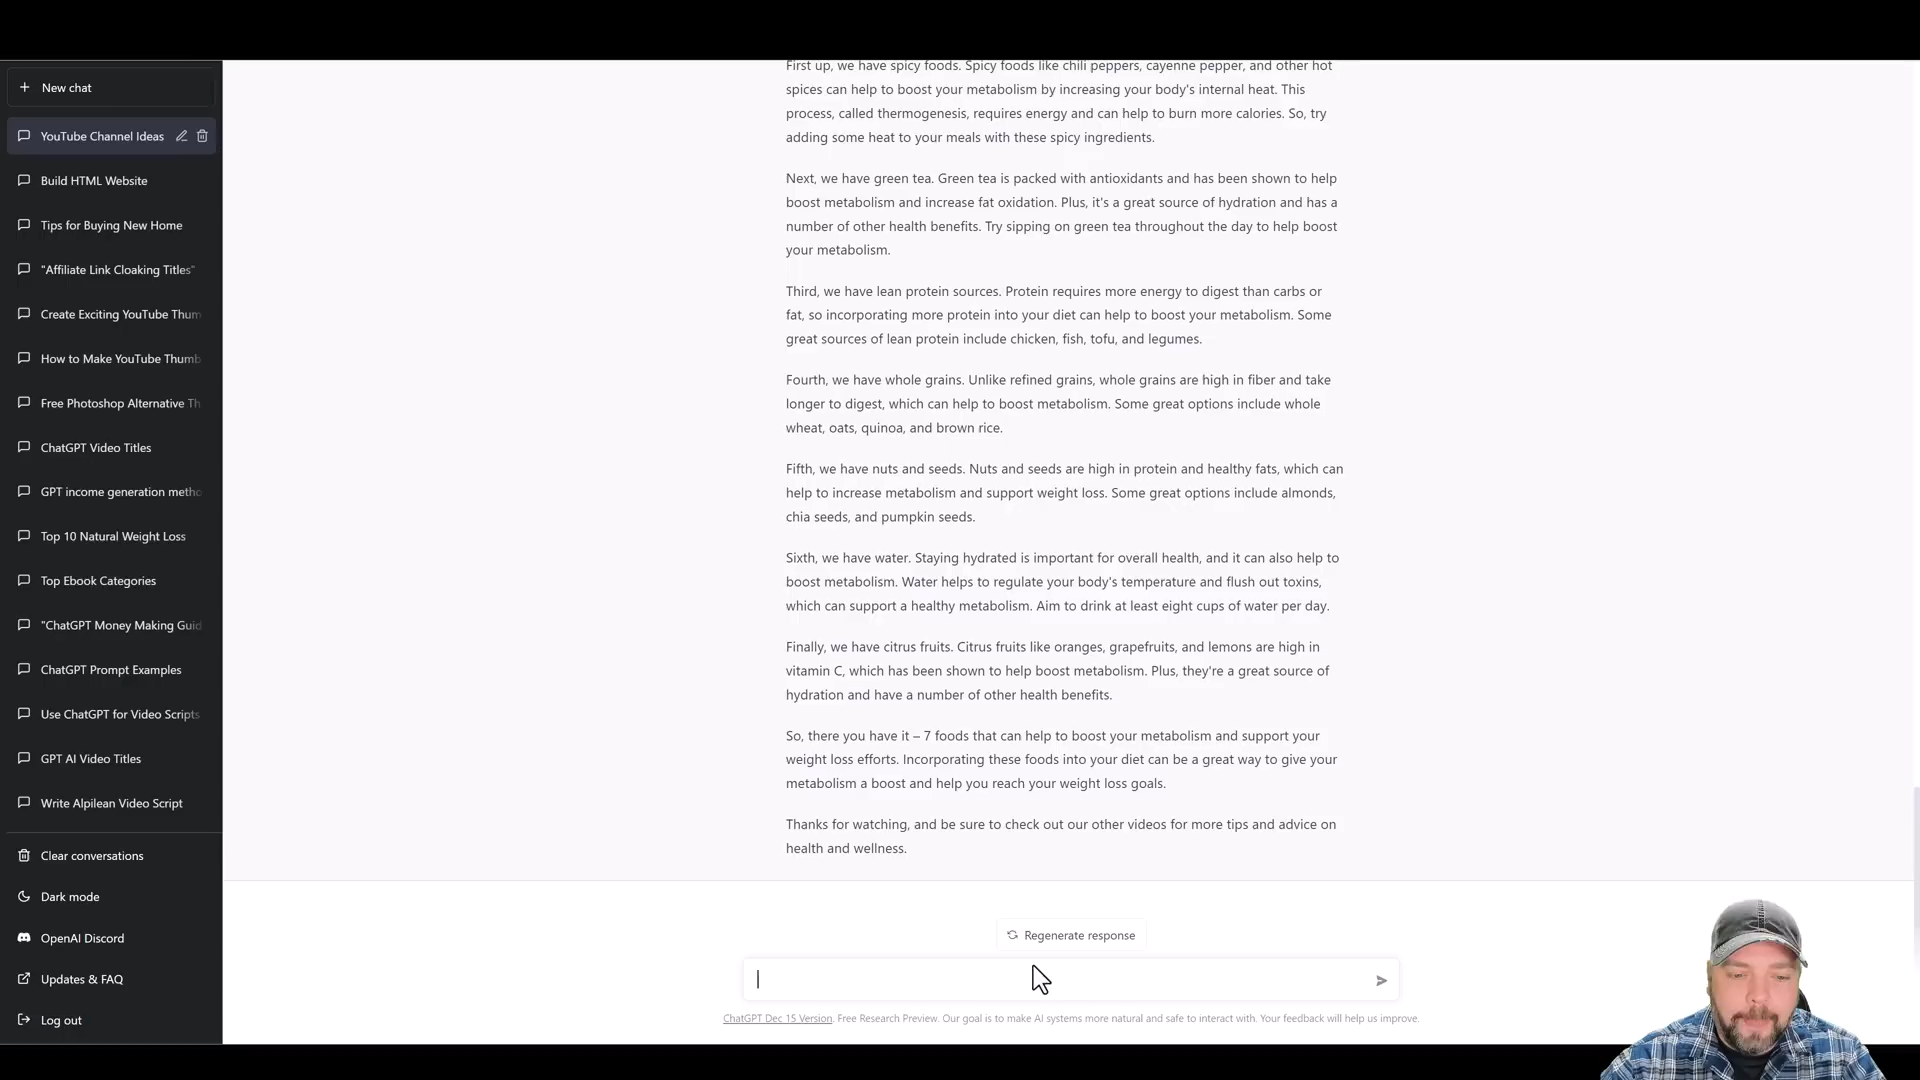 New chat
YouTube Channel Ideas
Build HTML Website
Tips for Buying New Home
"Affiliate Link Cloaking Titles"
Create Exciting YouTube Thum
How to Make YouTube Thumb
Free Photoshop Alternative Th
ChatGPT Video Titles
GPT income generation metho
Top 10 Natural Weight Loss
Top Ebook Categories
"ChatGPT Money Making Guid
ChatGPT Prompt Examples
Use ChatGPT for Video Scripts
GPT AI Video Titles
Write Alpilean Video Script
Clear conversations
Dark mode
OpenAI Discord
Updates & FAQ
Log out
First up, we have spicy foods. Spicy foods like chili peppers, cayenne pepper, and other hot
spices can help to boost your metabolism by increasing your body's internal heat. This
process, called thermogenesis, requires energy and can help to burn more calories. So, try
adding some heat to your meals with these spicy ingredients.
Next, we have green tea. Green tea is packed with antioxidants and has been shown to help
boost metabolism and increase fat oxidation. Plus, it's a great source of hydration and has a
number of other health benefits. Try sipping on green tea throughout the day to help boost
your metabolism.
Third, we have lean protein sources. Protein requires more energy to digest than carbs or
fat, so incorporating more protein into your diet can help to boost your metabolism. Some
great sources of lean protein include chicken, fish, tofu, and legumes.
Fourth, we have whole grains. Unlike refined grains, whole grains are high in fiber and take
longer to digest, which can help to boost metabolism. Some great options include whole
wheat, oats, quinoa, and brown rice.
Fifth, we have nuts and seeds. Nuts and seeds are high in protein and healthy fats, which can
help to increase metabolism and support weight loss. Some great options include almonds,
chia seeds, and pumpkin seeds.
Sixth, we have water. Staying hydrated is important for overall health, and it can also help to
boost metabolism. Water helps to regulate your body's temperature and flush out toxins,
which can support a healthy metabolism. Aim to drink at least eight cups of water per day.
Finally, we have citrus fruits. Citrus fruits like oranges, grapefruits, and lemons are high in
vitamin C, which has been shown to help boost metabolism. Plus, they're a great source of
hydration and have a number of other health benefits.
So, there you have it – 7 foods that can help to boost your metabolism and support your
weight loss efforts. Incorporating these foods into your diet can be a great way to give your
metabolism a boost and help you reach your weight loss goals.
Thanks for watching, and be sure to check out our other videos for more tips and advice on
health and wellness.
Regenerate response
ChatGPT Dec 15 Version. Free Research Preview. Our goal is to make AI systems more natural and safe to interact with. Your feedback will help us improve.